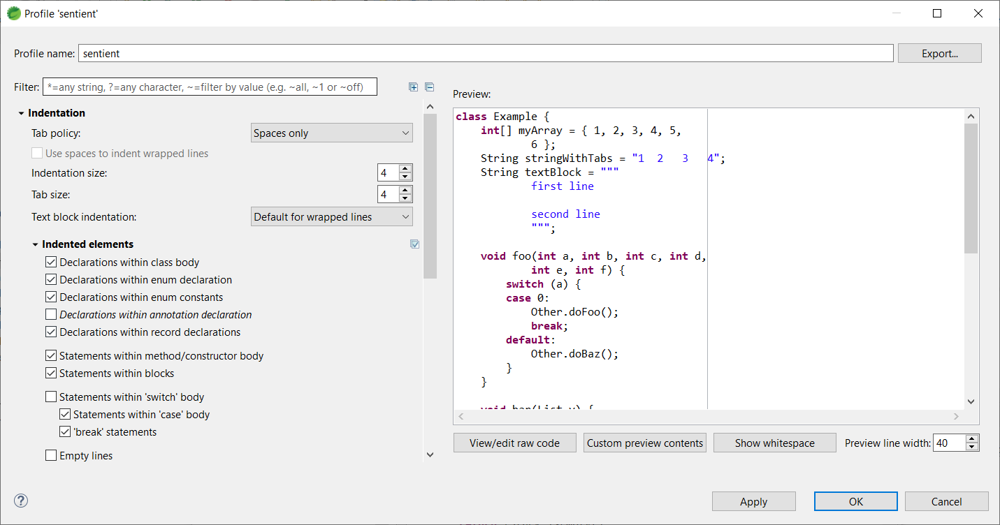 Profile 'sentient'
Profile name: sentient Export...
Filter: *=any string, ?=any character, ~=filter by value (e.g. ~all, ~1 or ~off)
Indentation
Tab policy: Spaces only
Use spaces to indent wrapped lines
Indentation size: 4
Tab size: 4
Text block indentation: Default for wrapped lines
Indented elements
Declarations within class body
Declarations within enum declaration
Declarations within enum constants
Declarations within annotation declaration
Declarations within record declarations
Statements within method/constructor body
Statements within blocks
Statements within 'switch' body
Statements within 'case' body
'break' statements
Empty lines
Preview:
class Example {
    int[] myArray = { 1, 2, 3, 4, 5,
            6 };
    String stringWithTabs = "1  2   3   4";
    String textBlock = """
            first line

            second line
            """;

    void foo(int a, int b, int c, int d,
            int e, int f) {
        switch (a) {
        case 0:
            Other.doFoo();
            break;
        default:
            Other.doBaz();
        }
    }

    void bar(List v) {
View/edit raw code Custom preview contents Show whitespace Preview line width: 40
? Apply OK Cancel